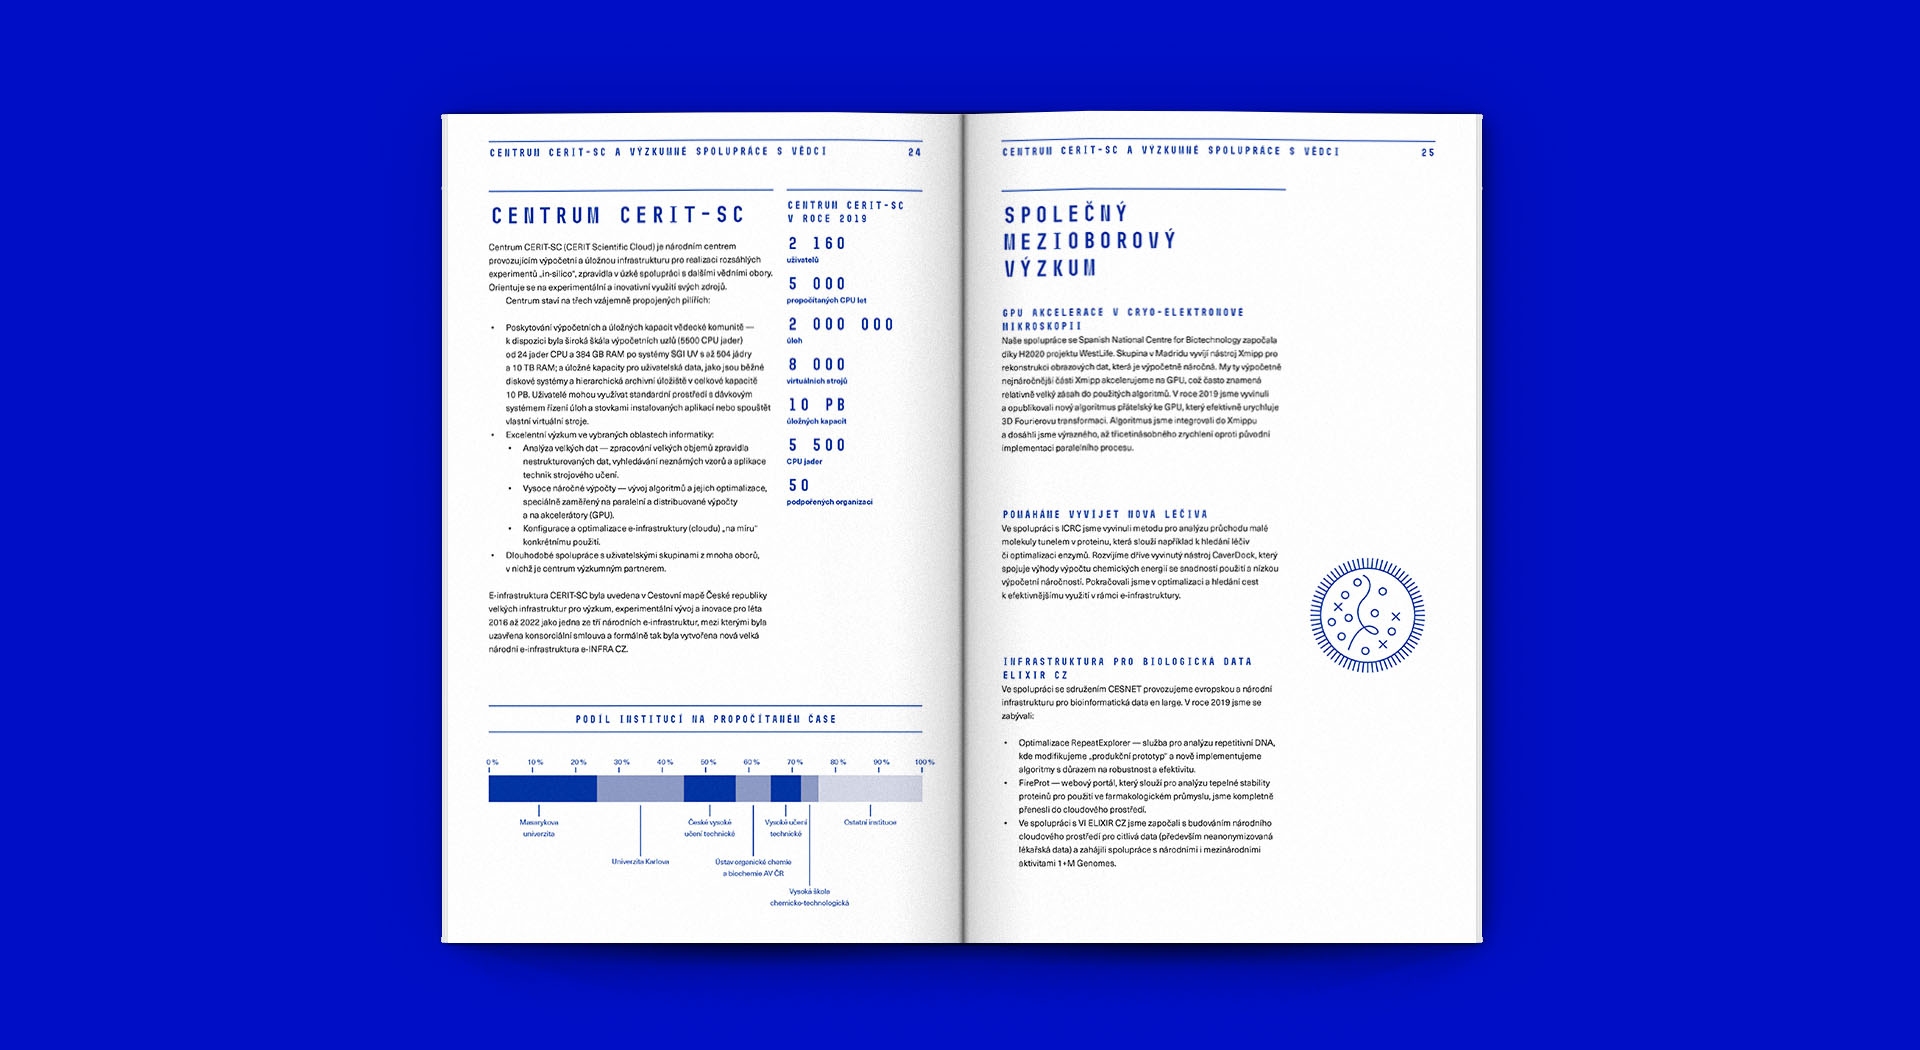 CENTRUM CERIT-SC A VÝZKUMNÉ SPOLUPRÁCE S VĚDCI 24
CENTRUM CERIT-SC
Centrum CERIT-SC (CERIT Scientific Cloud) je národním centrem
provozujícím výpočetní a úložnou infrastrukturu pro realizaci rozsáhlých
experimentů „in-silico", zpravidla v úzké spolupráci s dalšími vědními obory.
Orientuje se na experimentální a inovativní využití svých zdrojů.
Centrum staví na třech vzájemně propojených pilířích:
• Poskytování výpočetních a úložných kapacit vědecké komunitě —
k dispozici byla široká škála výpočetních uzlů (5500 CPU jader)
od 24 jader CPU a 384 GB RAM po systémy SGI UV s až 504 jádry
a 10 TB RAM; a úložné kapacity pro uživatelská data, jako jsou běžné
diskové systémy a hierarchická archivní úložiště v celkové kapacitě
10 PB. Uživatelé mohou využívat standardní prostředí s dávkovým
systémem řízení úloh a stovkami instalovaných aplikací nebo spouštět
vlastní virtuální stroje.
• Excelentní výzkum ve vybraných oblastech informatiky:
• Analýza velkých dat — zpracování velkých objemů zpravidla
nestrukturovaných dat, vyhledávání neznámých vzorů a aplikace
technik strojového učení.
• Vysoce náročné výpočty — vývoj algoritmů a jejich optimalizace,
speciálně zaměřený na paralelní a distribuované výpočty
a na akcelerátory (GPU).
• Konfigurace a optimalizace e-infrastruktury (cloudu) „na míru"
konkrétnímu použití.
• Dlouhodobé spolupráce s uživatelskými skupinami z mnoha oborů,
v nichž je centrum výzkumným partnerem.
E-infrastruktura CERIT-SC byla uvedena v Cestovní mapě České republiky
velkých infrastruktur pro výzkum, experimentální vývoj a inovace pro léta
2016 až 2022 jako jedna ze tří národních e-infrastruktur, mezi kterými byla
uzavřena konsorciální smlouva a formálně tak byla vytvořena nová velká
národní e-infrastruktura e-INFRA CZ.
CENTRUM CERIT-SC
V ROCE 2019
2 160
uživatelů
5 000
propočítaných CPU let
2 000 000
úloh
8 000
virtuálních strojů
10 PB
úložných kapacit
5 500
CPU jader
50
podpořených organizací
PODÍL INSTITUCÍ NA PROPOČÍTANÉM ČASE
0 % 10 % 20 % 30 % 40 % 50 % 60 % 70 % 80 % 90 % 100 %
Masarykova
univerzita
Univerzita Karlova
České vysoké
učení technické
Ústav organické chemie
a biochemie AV ČR
Vysoké učení
technické
Vysoká škola
chemicko-technologická
Ostatní instituce
CENTRUM CERIT-SC A VÝZKUMNÉ SPOLUPRÁCE S VĚDCI 25
SPOLEČNÝ
MEZIOBOROVÝ
VÝZKUM
GPU AKCELERACE V CRYO-ELEKTRONOVÉ
MIKROSKOPII
Naše spolupráce se Spanish National Centre for Biotechnology započala
díky H2020 projektu WestLife. Skupina v Madridu vyvíjí nástroj Xmipp pro
rekonstrukci obrazových dat, která je výpočetně náročná. My ty výpočetně
nejnáročnější části Xmipp akcelerujeme na GPU, což často znamená
relativně velký zásah do použitých algoritmů. V roce 2019 jsme vyvinuli
a opublikovali nový algoritmus přátelský ke GPU, který efektivně urychluje
3D Fourierovu transformaci. Algoritmus jsme integrovali do Xmippu
a dosáhli jsme výrazného, až třicetinásobného zrychlení oproti původní
implementaci paralelního procesu.
POMÁHÁME VYVÍJET NOVÁ LÉČIVA
Ve spolupráci s ICRC jsme vyvinuli metodu pro analýzu průchodu malé
molekuly tunelem v proteinu, která slouží například k hledání léčiv
či optimalizaci enzymů. Rozvíjíme dříve vyvinutý nástroj CaverDock, který
spojuje výhody výpočtu chemických energií se snadností použití a nízkou
výpočetní náročností. Pokračovali jsme v optimalizaci a hledání cest
k efektivnějšímu využití v rámci e-infrastruktury.
INFRASTRUKTURA PRO BIOLOGICKÁ DATA
ELIXIR CZ
Ve spolupráci se sdružením CESNET provozujeme evropskou a národní
infrastrukturu pro bioinformatická data en large. V roce 2019 jsme se
zabývali:
• Optimalizace RepeatExplorer — služba pro analýzu repetitivní DNA,
kde modifikujeme „produkční prototyp" a nově implementujeme
algoritmy s důrazem na robustnost a efektivitu.
• FireProt — webový portál, který slouží pro analýzu tepelné stability
proteinů pro použití ve farmakologickém průmyslu, jsme kompletně
přenesli do cloudového prostředí.
• Ve spolupráci s VI ELIXIR CZ jsme započali s budováním národního
cloudového prostředí pro citlivá data (především neanonymizovaná
lékařská data) a zahájili spolupráce s národními i mezinárodními
aktivitami 1+M Genomes.